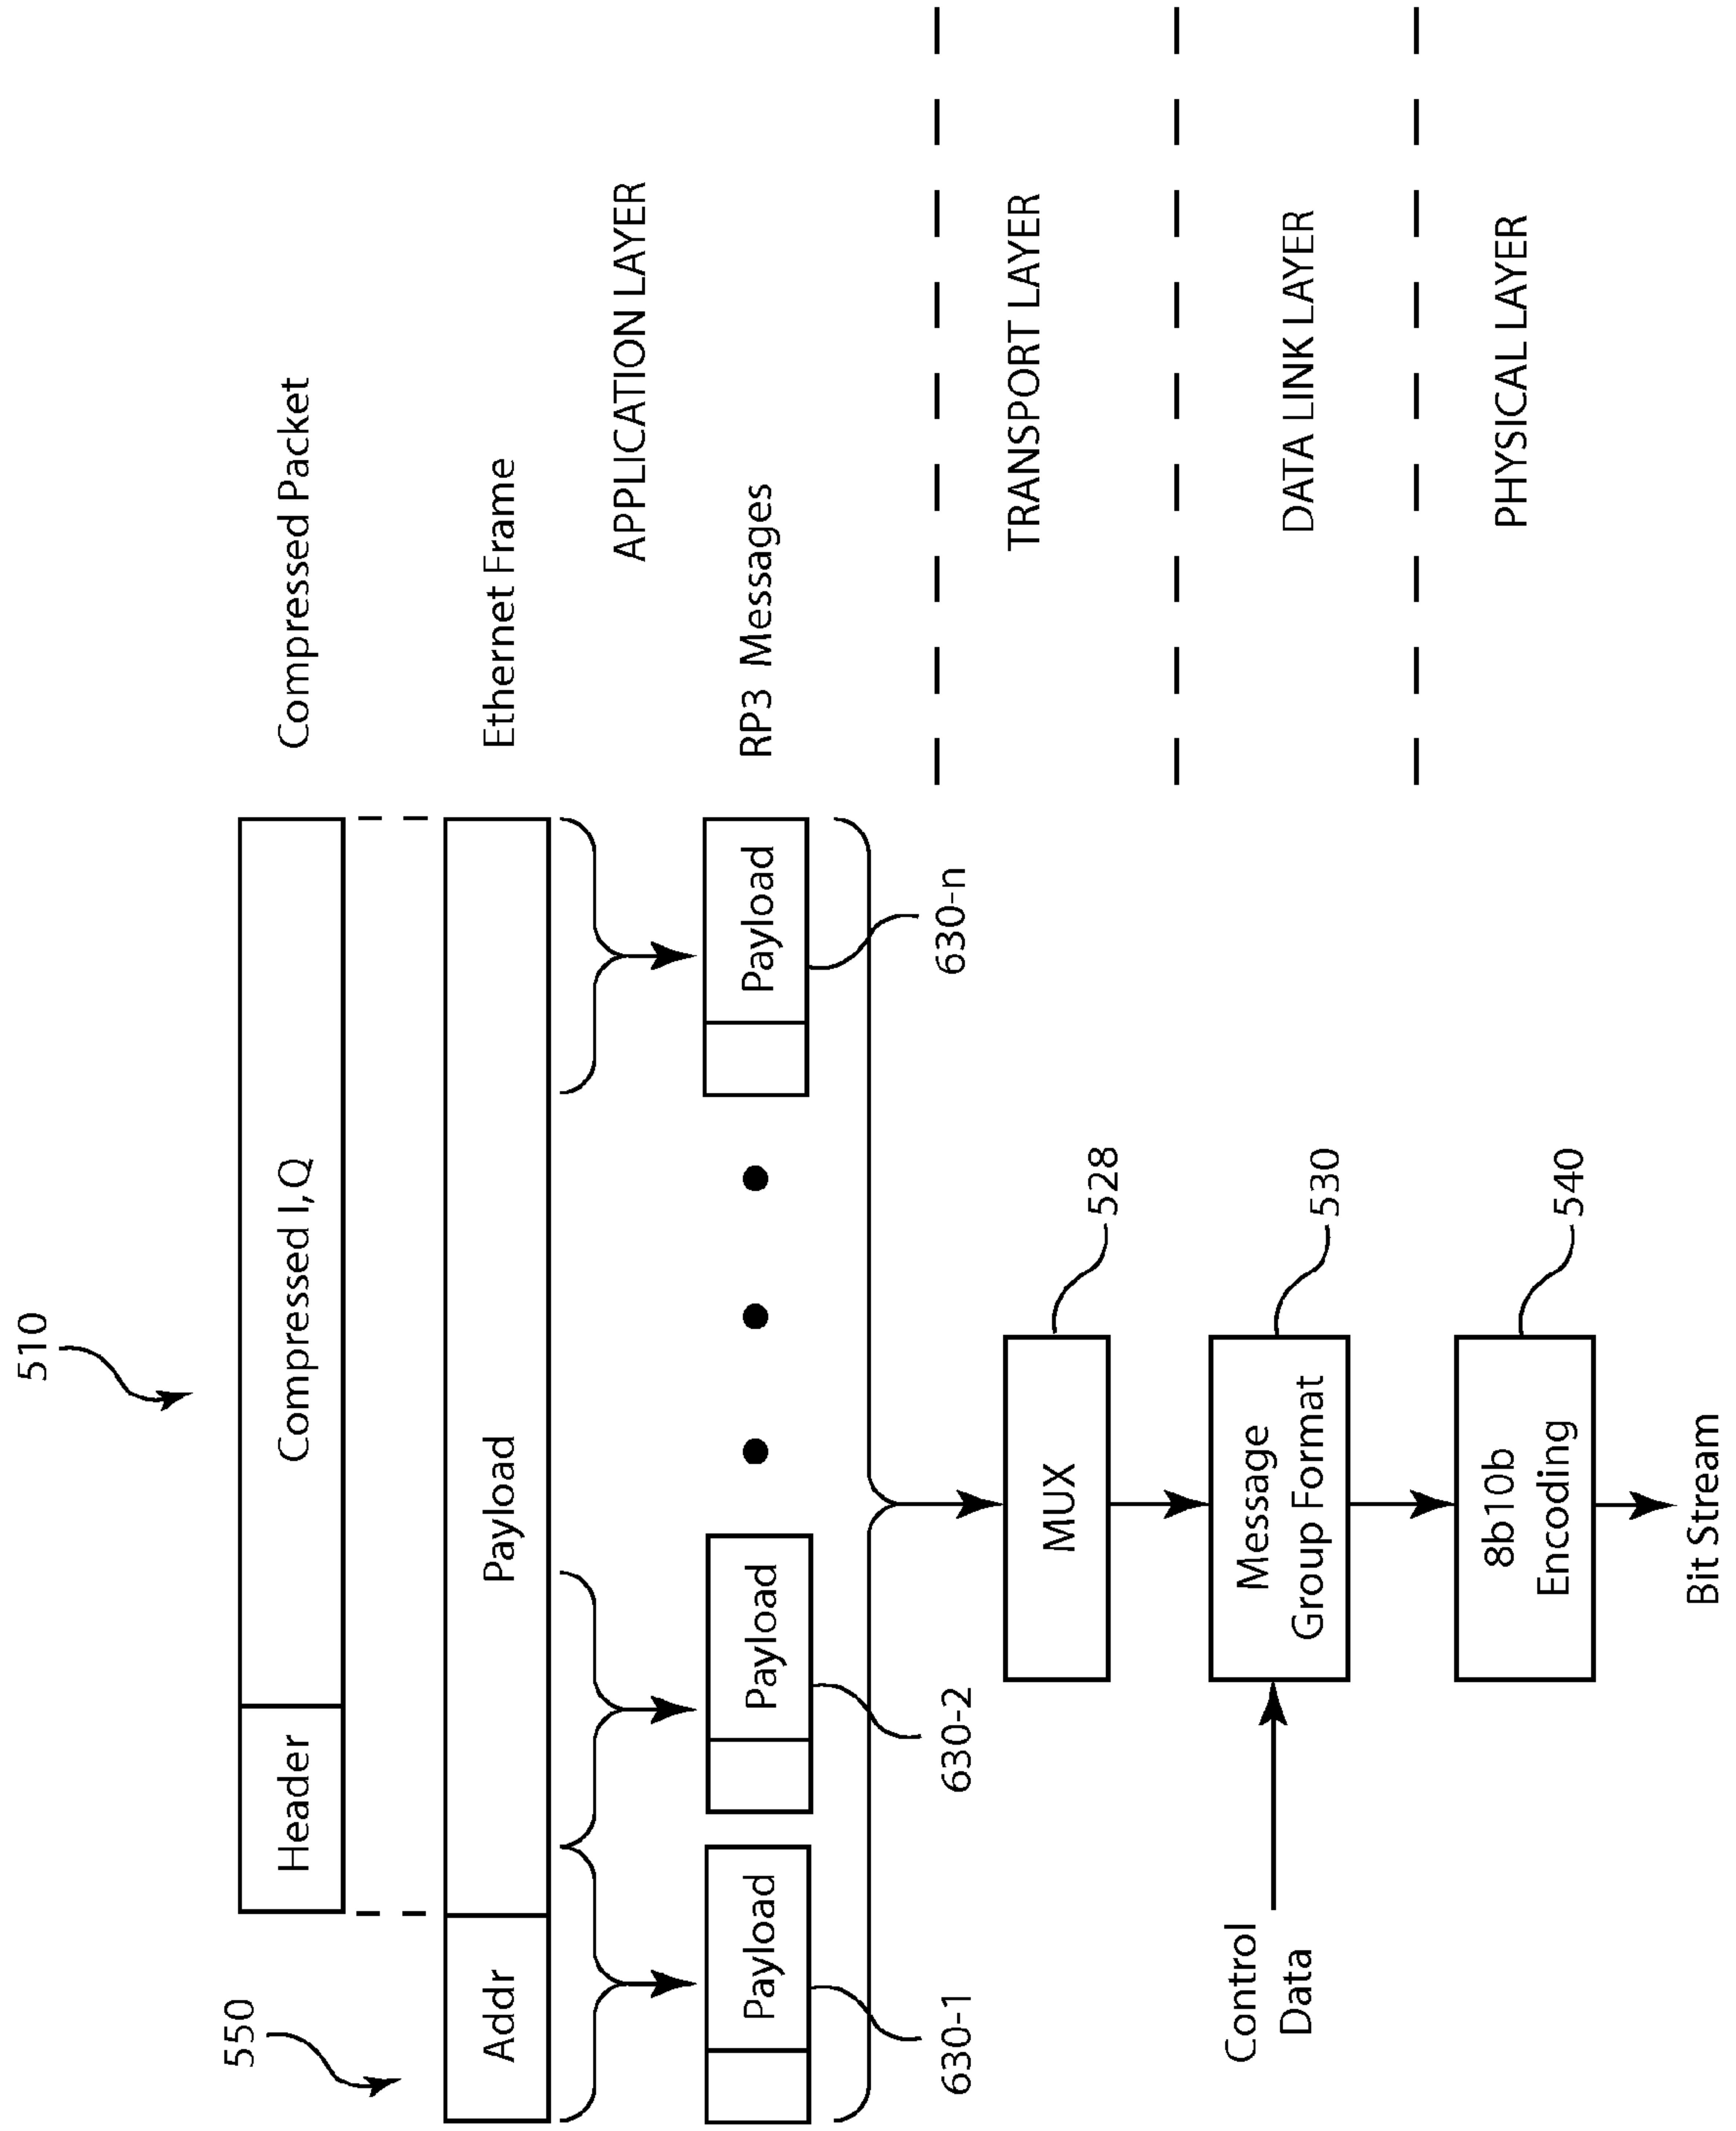 510
Header
Compressed I,Q
Compressed Packet
550
Addr
Payload
Ethernet Frame
APPLICATION LAYER
Payload
Payload
Payload
RP3 Messages
630-1
630-2
630-n
MUX
528
TRANSPORT LAYER
Control
Data
Message
Group Format
530
DATA LINK LAYER
8b10b
Encoding
540
PHYSICAL LAYER
Bit Stream